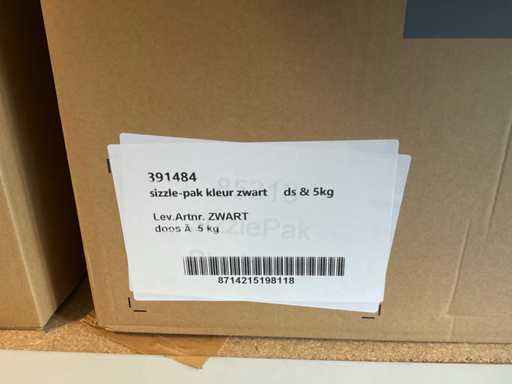 391484
sizzle-pak kleur zwart ds & 5kg
Lev.Artnr. ZWART
doos Ã 5 kg
8714215198118